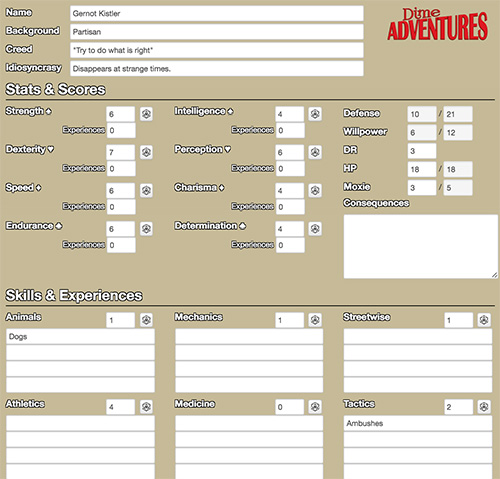 Dime
ADVENTURES
Name Gernot Kistler
Background Partisan
Creed "Try to do what is right"
Idiosyncrasy Disappears at strange times.
Stats & Scores
Strength ♠ 6 Intelligence ♠ 4 Defense 10 / 21
Experiences 0 Experiences 0 Willpower 6 / 12
Dexterity ♥ 7 Perception ♥ 6 DR 3
Experiences 0 Experiences 0 HP 18 / 18
Speed ♦ 6 Charisma ♦ 4 Moxie 3 / 5
Experiences 0 Experiences 0 Consequences
Endurance ♣ 6 Determination ♣ 4
Experiences 0 Experiences 0
Skills & Experiences
Animals 1 Mechanics 1 Streetwise 1
Dogs
Athletics 4 Medicine 0 Tactics 2
Ambushes